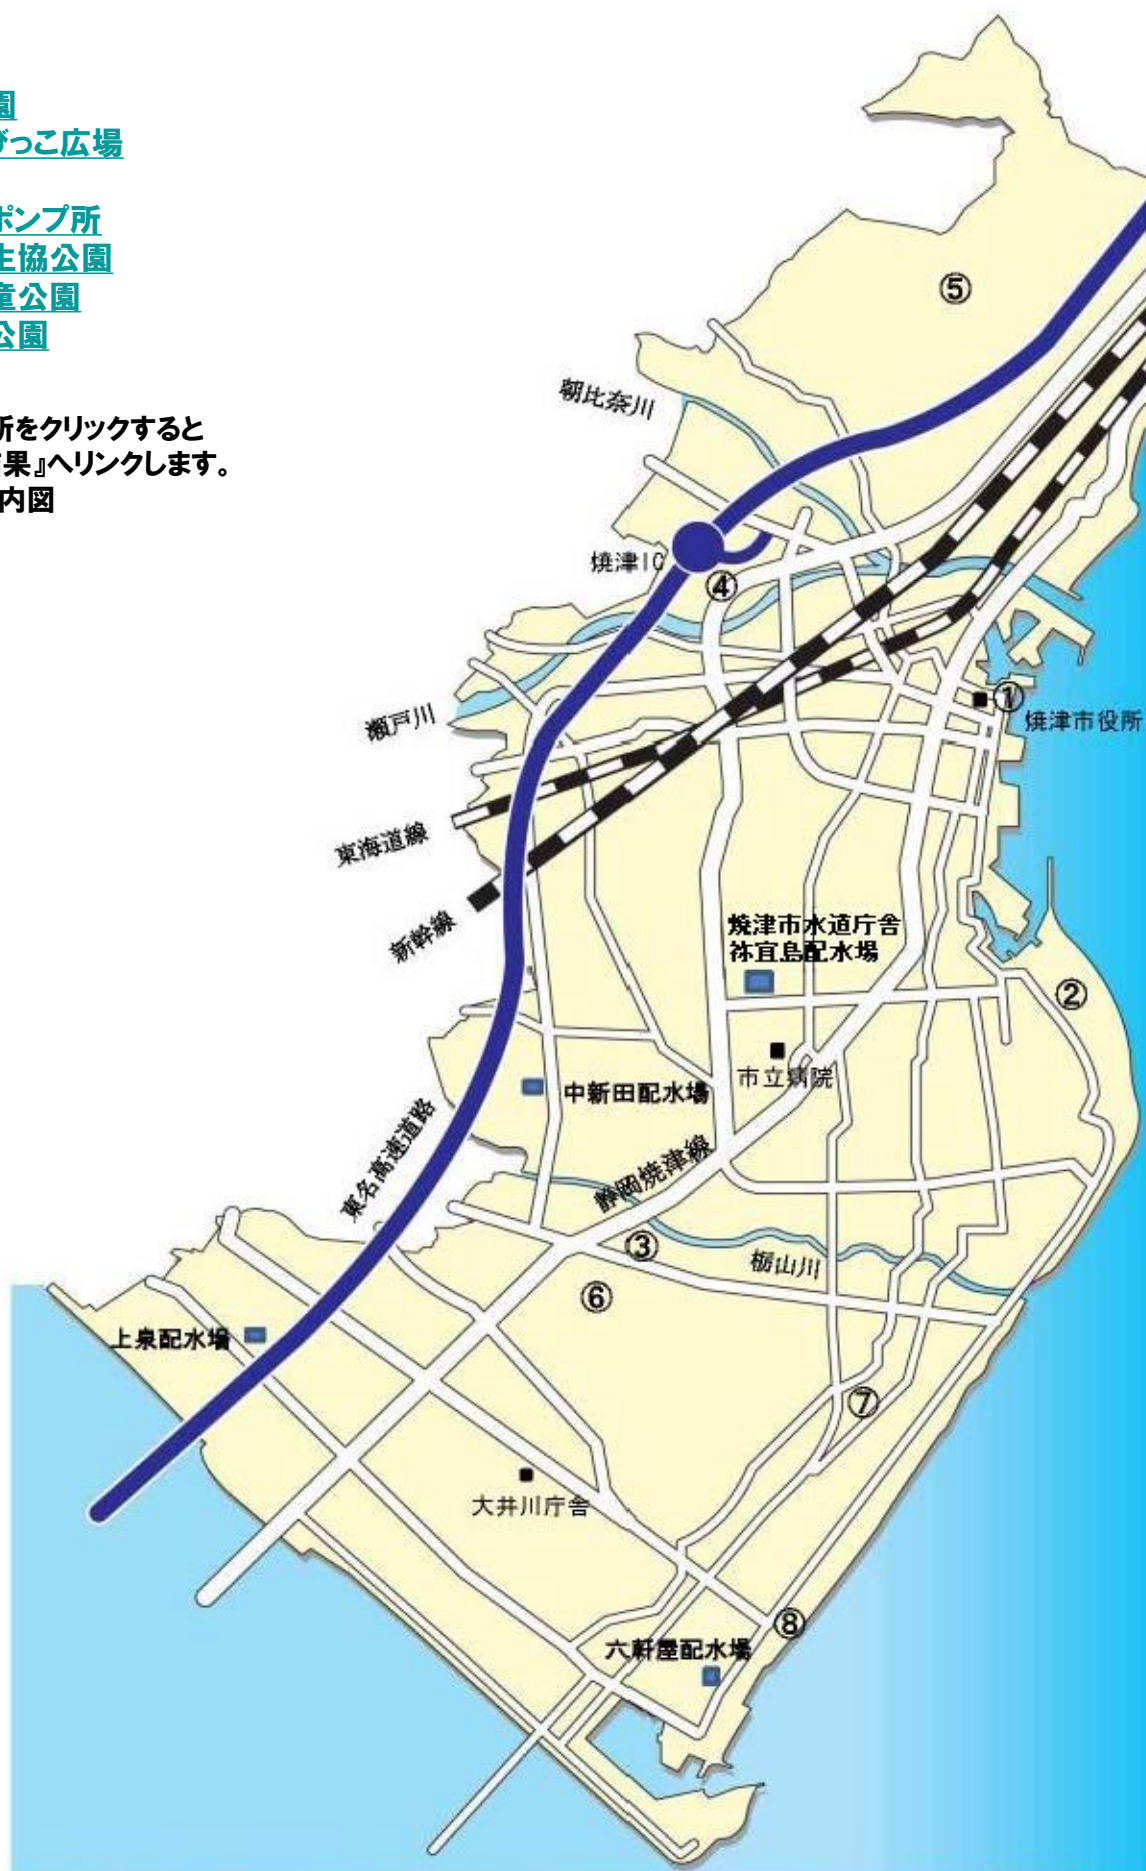 園
びっこ広場
ポンプ所
生協公園
童公園
公園
所をクリックすると
結果』へリンクします。
内図
⑤
朝比奈川
焼津IC
④
瀬戸川
①
焼津市役所
東海道線
新幹線
焼津市水道庁舎
祢宜島配水場
②
市立病院
中新田配水場
東名高速道路
静岡焼津線
③
栃山川
⑥
上泉配水場
⑦
大井川庁舎
⑧
六軒屋配水場